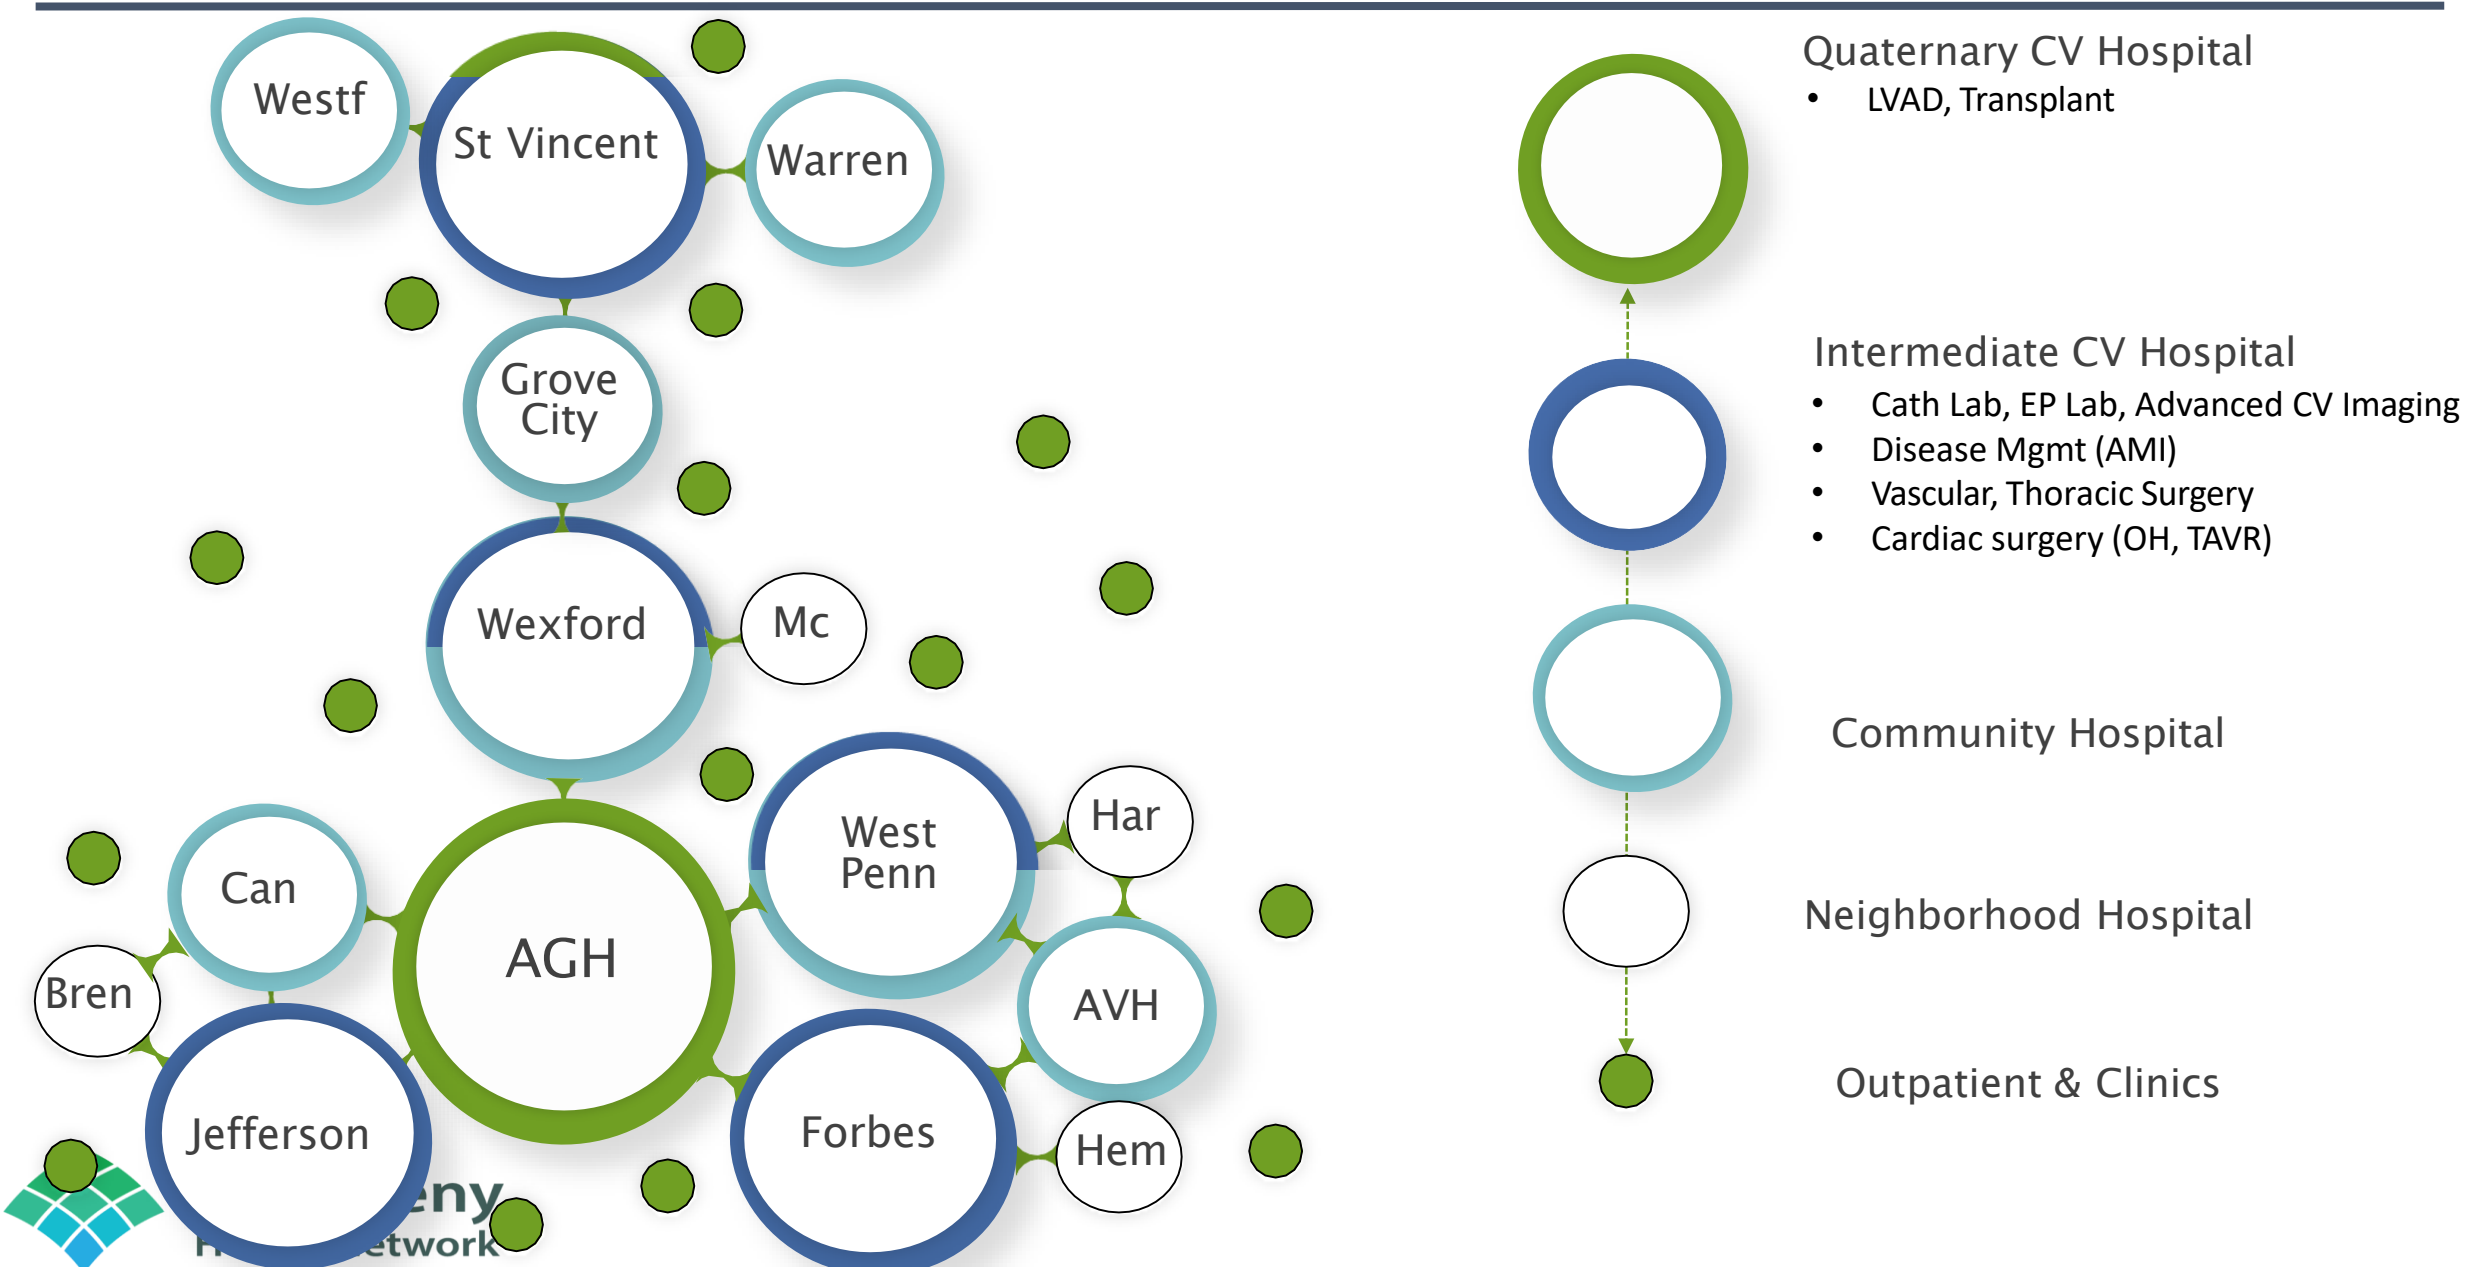 Westf
St Vincent
Warren
Grove
City
Wexford
Mc
West
Penn
Har
Can
AGH
Bren
AVH
Jefferson
Forbes
Hem
Quaternary CV Hospital
• LVAD, Transplant
Intermediate CV Hospital
• Cath Lab, EP Lab, Advanced CV Imaging
• Disease Mgmt (AMI)
• Vascular, Thoracic Surgery
• Cardiac surgery (OH, TAVR)
Community Hospital
Neighborhood Hospital
Outpatient & Clinics